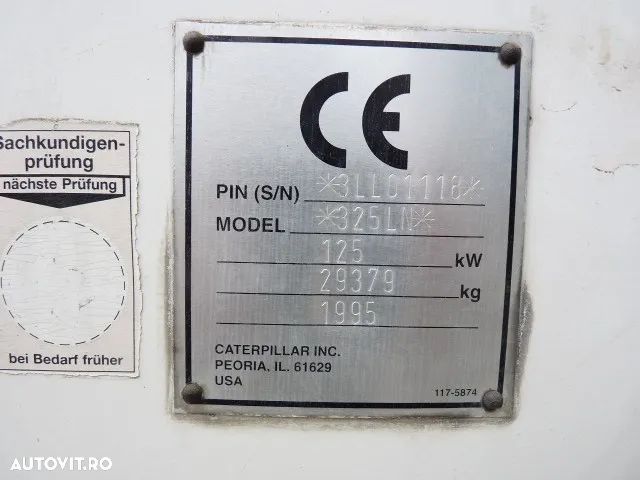 Sachkundigen-
prüfung
nächste Prüfung
bei Bedarf früher
CE
PIN (S/N) *3LL01118*
MODEL *325LN*
125 kW
29379 kg
1995
CATERPILLAR INC.
PEORIA, IL. 61629
USA
117-5874
AUTOVIT.RO